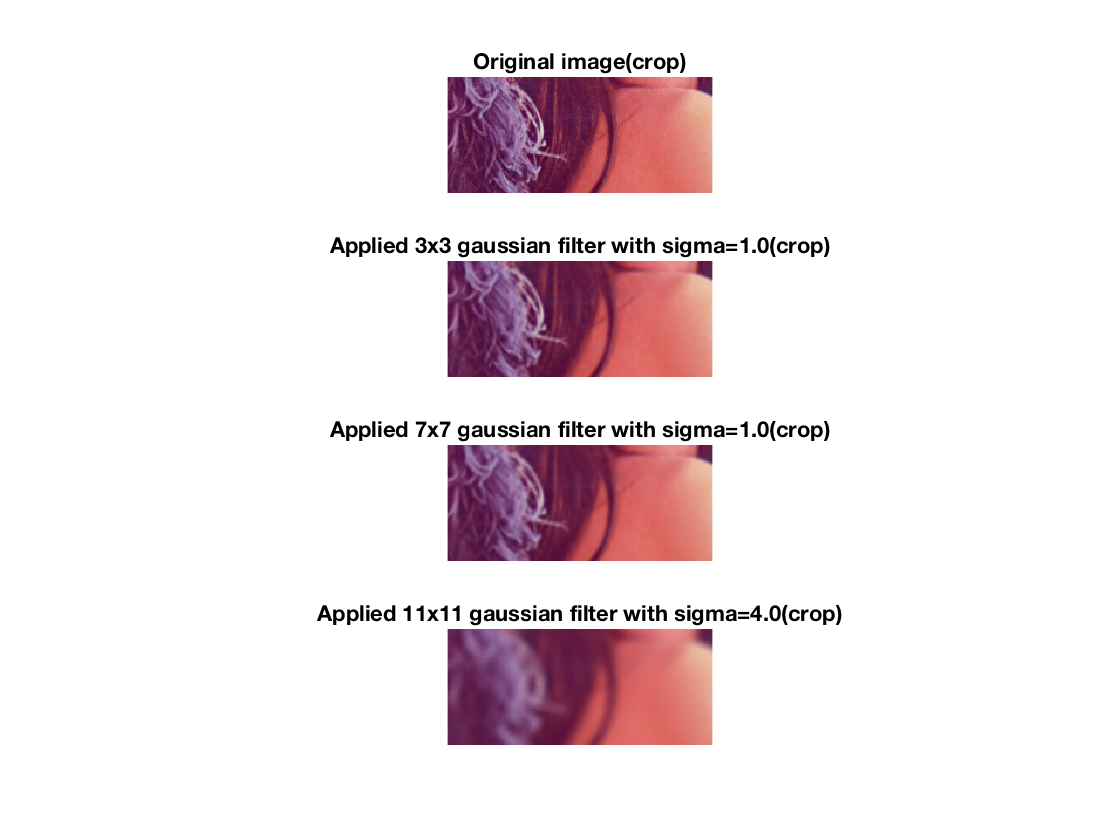 Original image(crop)
Applied 3x3 gaussian filter with sigma=1.0(crop)
Applied 7x7 gaussian filter with sigma=1.0(crop)
Applied 11x11 gaussian filter with sigma=4.0(crop)